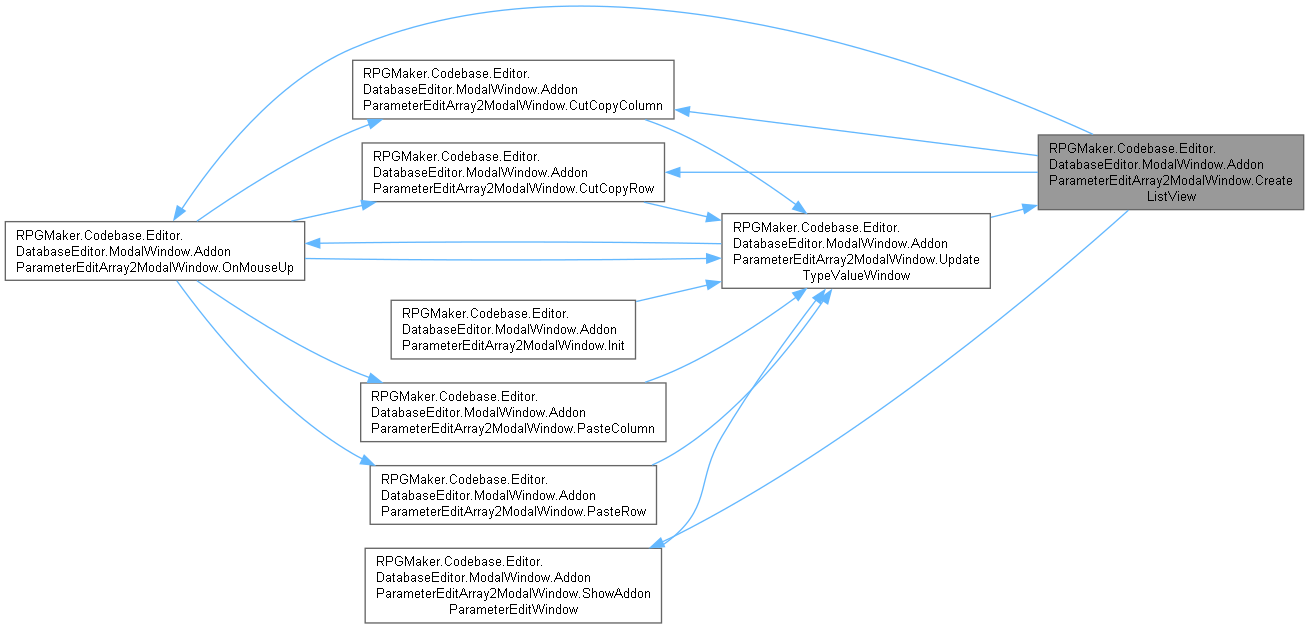 RPGMaker.Codebase.Editor.
DatabaseEditor.ModalWindow.Addon
ParameterEditArray2ModalWindow.CutCopyColumn
RPGMaker.Codebase.Editor.
DatabaseEditor.ModalWindow.Addon
ParameterEditArray2ModalWindow.Create
ListView
RPGMaker.Codebase.Editor.
DatabaseEditor.ModalWindow.Addon
ParameterEditArray2ModalWindow.CutCopyRow
RPGMaker.Codebase.Editor.
DatabaseEditor.ModalWindow.Addon
ParameterEditArray2ModalWindow.OnMouseUp
RPGMaker.Codebase.Editor.
DatabaseEditor.ModalWindow.Addon
ParameterEditArray2ModalWindow.Update
TypeValueWindow
RPGMaker.Codebase.Editor.
DatabaseEditor.ModalWindow.Addon
ParameterEditArray2ModalWindow.Init
RPGMaker.Codebase.Editor.
DatabaseEditor.ModalWindow.Addon
ParameterEditArray2ModalWindow.PasteColumn
RPGMaker.Codebase.Editor.
DatabaseEditor.ModalWindow.Addon
ParameterEditArray2ModalWindow.PasteRow
RPGMaker.Codebase.Editor.
DatabaseEditor.ModalWindow.Addon
ParameterEditArray2ModalWindow.ShowAddon
ParameterEditWindow